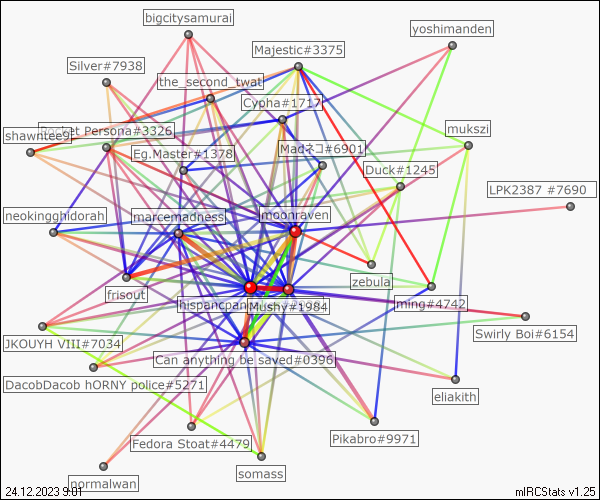 bigcitysamurai
yoshimanden
Majestic#3375
Silver#7938
the_second_twat
Cypha#1717
mukszi
Rocket Persona#3326
shawntee9
Madネコ#6901
Eg.Master#1378
Duck#1245
LPK2387 #7690
neokingghidorah
marcemadness
moonraven
zebula
frisout
ming#4742
hispancpan
Mushy#1984
Swirly Boi#6154
JKOUYH VIII#7034
Can anything be saved#0396
DacobDacob hORNY police#5271
eliakith
Pikabro#9971
Fedora Stoat#4479
somass
normalwan
24.12.2023 9:01
mIRCStats v1.25